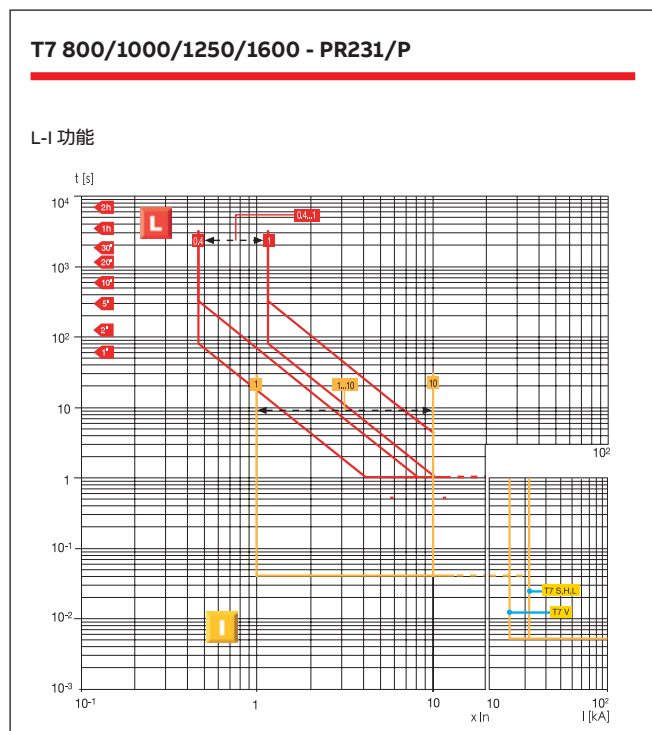 T7 800/1000/1250/1600 - PR231/P
L-I 功能
t [s]
10⁴
2h
L
0,4...1
1h
0,4
1
30'
20'
10³
10'
5'
2'
10²
1'
1
1...10
10
10
10²
1
10⁻¹
T7 S,H,L
10⁻²
T7 V
I
10⁻³
10⁻¹
1
10
10
10²
x In
I [kA]